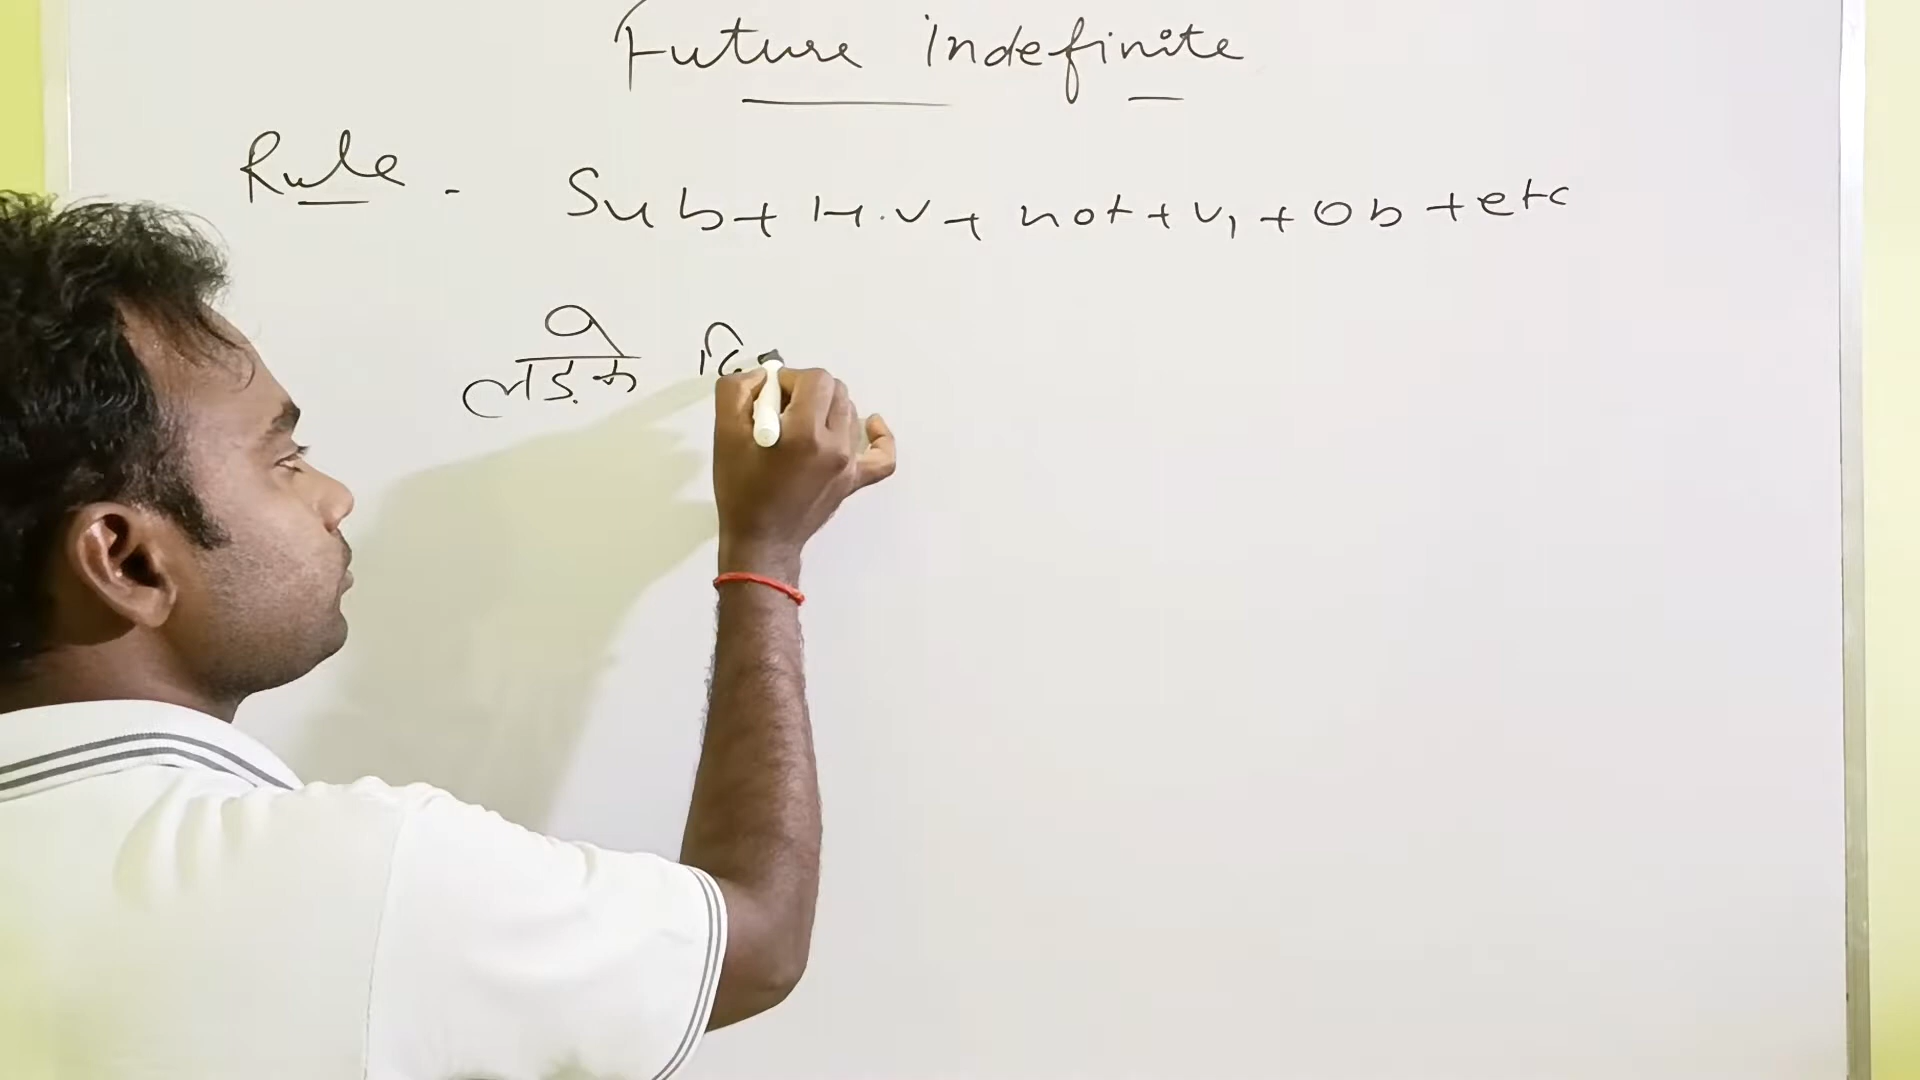 Future Indefinite
Rule - Sub + H.V + not + V₁ + Ob + etc
लड़के